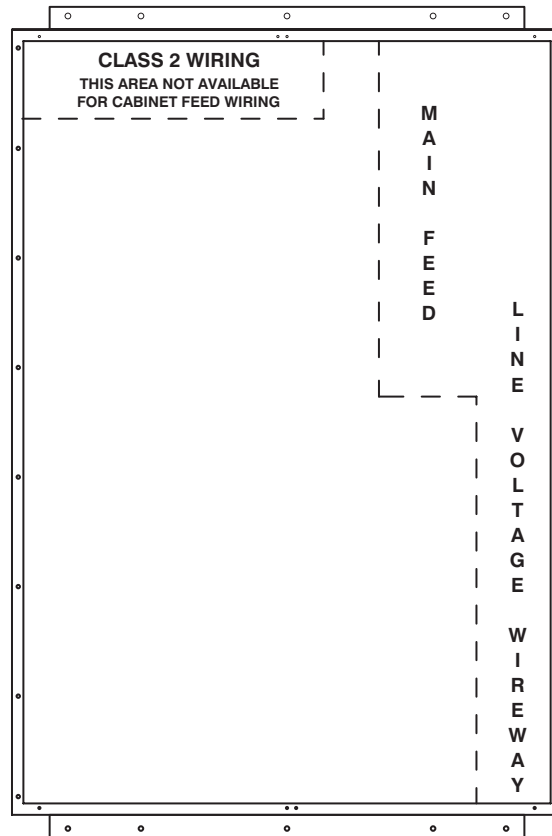 CLASS 2 WIRING
THIS AREA NOT AVAILABLE
FOR CABINET FEED WIRING
MAIN FEED
LINE VOLTAGE WIREWAY